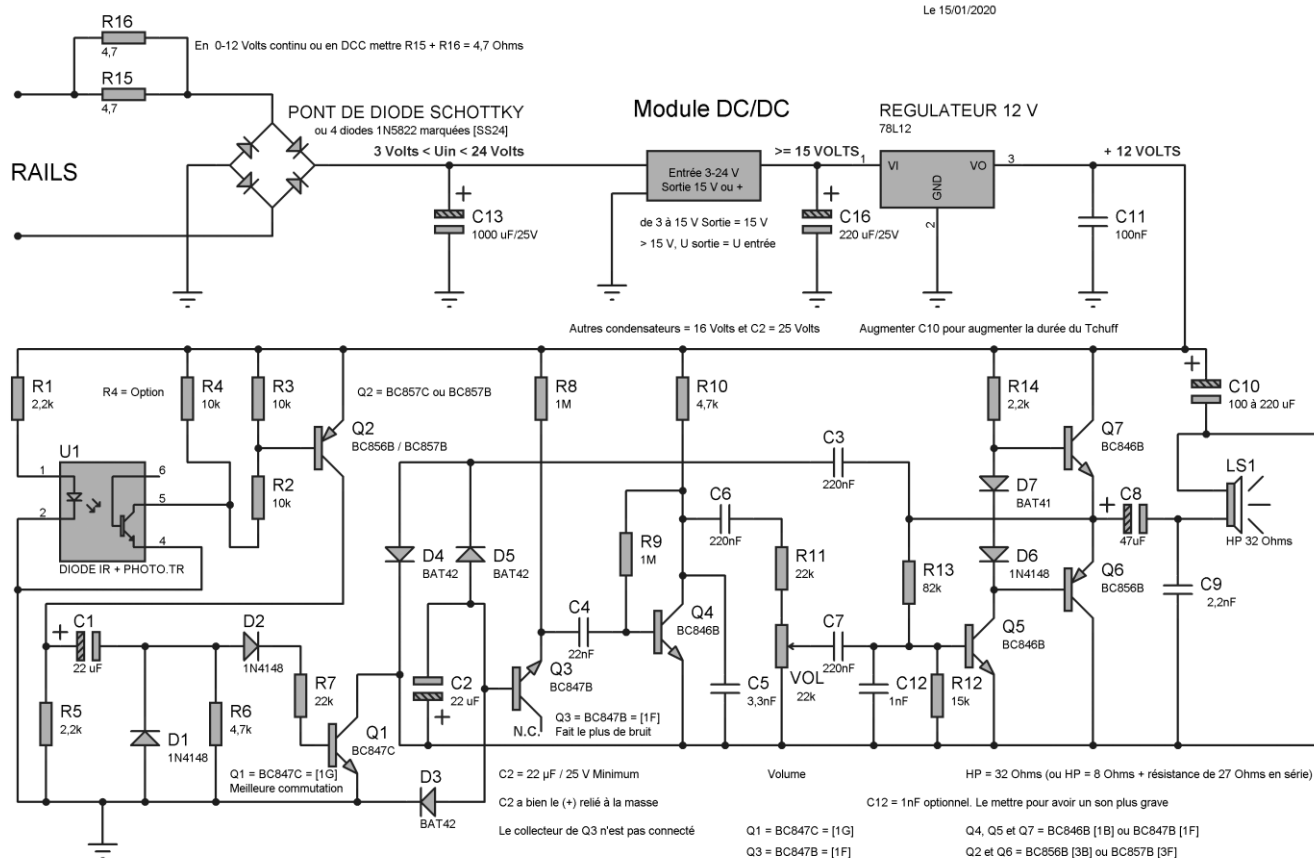 Le 15/01/2020
R16
4,7
En 0-12 Volts continu ou en DCC mettre R15 + R16 = 4,7 Ohms
R15
4,7
PONT DE DIODE SCHOTTKY
ou 4 diodes 1N5822 marquées [SS24]
3 Volts < Uin < 24 Volts
Module DC/DC
REGULATEUR 12 V
78L12
RAILS
Entrée 3-24 V
Sortie 15 V ou +
>= 15 VOLTS
1
VI
VO
GND
2
3
+ 12 VOLTS
+
C13
1000 uF/25V
de 3 à 15 V Sortie = 15 V
> 15 V, U sortie = U entrée
+
C16
220 uF/25V
C11
100nF
Autres condensateurs = 16 Volts et C2 = 25 Volts
Augmenter C10 pour augmenter la durée du Tchuff
R1
2,2k
R4 = Option
R4
10k
R3
10k
Q2 = BC857C ou BC857B
R8
1M
R10
4,7k
R14
2,2k
+
C10
100 à 220 uF
Q2
BC856B / BC857B
C3
220nF
Q7
BC846B
U1
1
2
6
5
4
DIODE IR + PHOTO.TR
R2
10k
D7
BAT41
+
C8
47uF
LS1
HP 32 Ohms
D4
BAT42
D5
BAT42
R9
1M
C6
220nF
R11
22k
R13
82k
D6
1N4148
Q6
BC856B
C9
2,2nF
+
C1
22 uF
D2
1N4148
C4
22nF
Q4
BC846B
C7
220nF
Q5
BC846B
R7
22k
C2
22 uF
+
Q3
BC847B
C5
3,3nF
VOL
22k
C12
1nF
R12
15k
R5
2,2k
D1
1N4148
R6
4,7k
Q1
BC847C
N.C.
Q3 = BC847B = [1F]
Fait le plus de bruit
Q1 = BC847C = [1G]
Meilleure commutation
D3
BAT42
C2 = 22 µF / 25 V Minimum
Volume
HP = 32 Ohms (ou HP = 8 Ohms + résistance de 27 Ohms en série)
C2 a bien le (+) relié à la masse
C12 = 1nF optionnel. Le mettre pour avoir un son plus grave
Le collecteur de Q3 n'est pas connecté
Q1 = BC847C = [1G]
Q4, Q5 et Q7 = BC846B [1B] ou BC847B [1F]
Q3 = BC847B = [1F]
Q2 et Q6 = BC856B [3B] ou BC857B [3F]